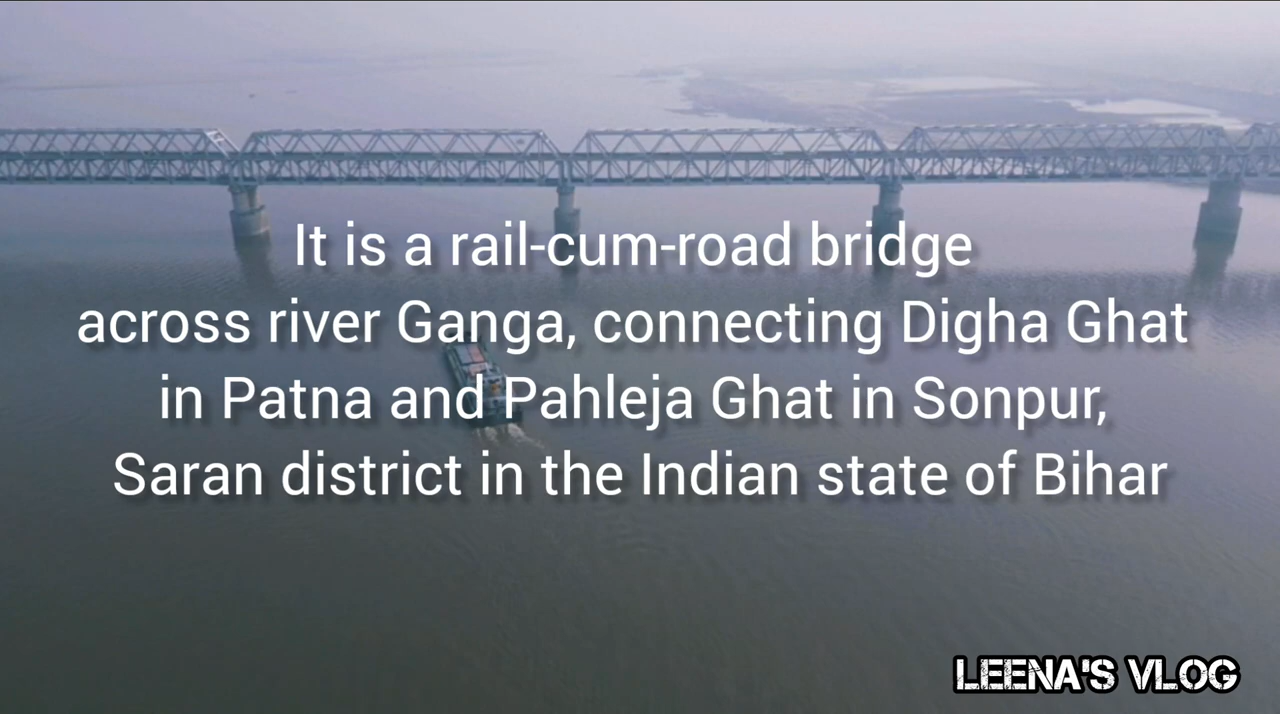 It is a rail-cum-road bridge
across river Ganga, connecting Digha Ghat
in Patna and Pahleja Ghat in Sonpur,
Saran district in the Indian state of Bihar
LEENA'S VLOG